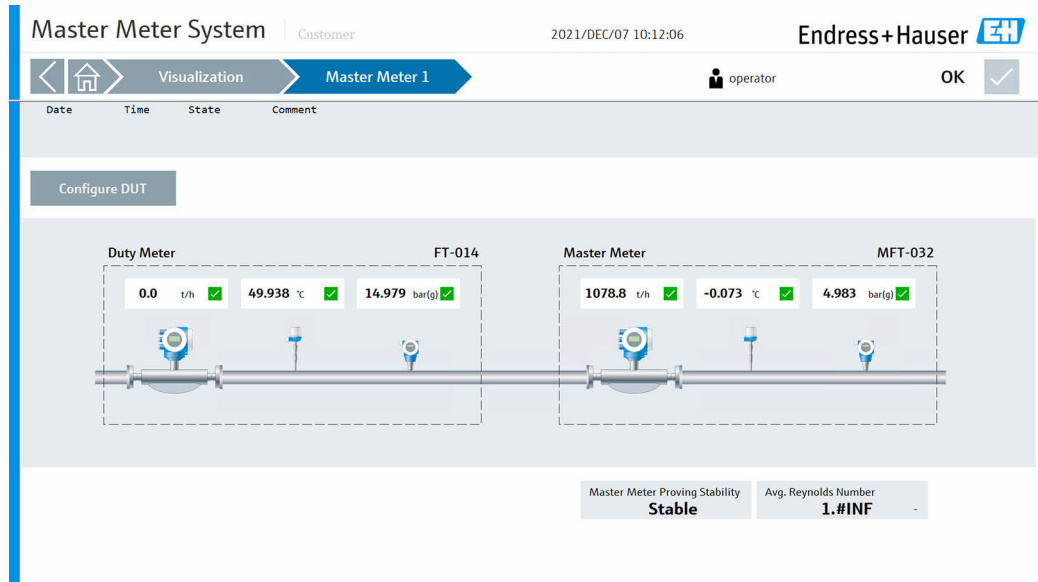 Master Meter System Customer 2021/DEC/07 10:12:06 Endress+Hauser EH
Visualization Master Meter 1 operator OK
Date Time State Comment
Configure DUT
Duty Meter FT-014 Master Meter MFT-032
0.0 t/h 49.938 °C 14.979 bar(g) 1078.8 t/h -0.073 °C 4.983 bar(g)
Master Meter Proving Stability Avg. Reynolds Number
Stable 1.#INF -